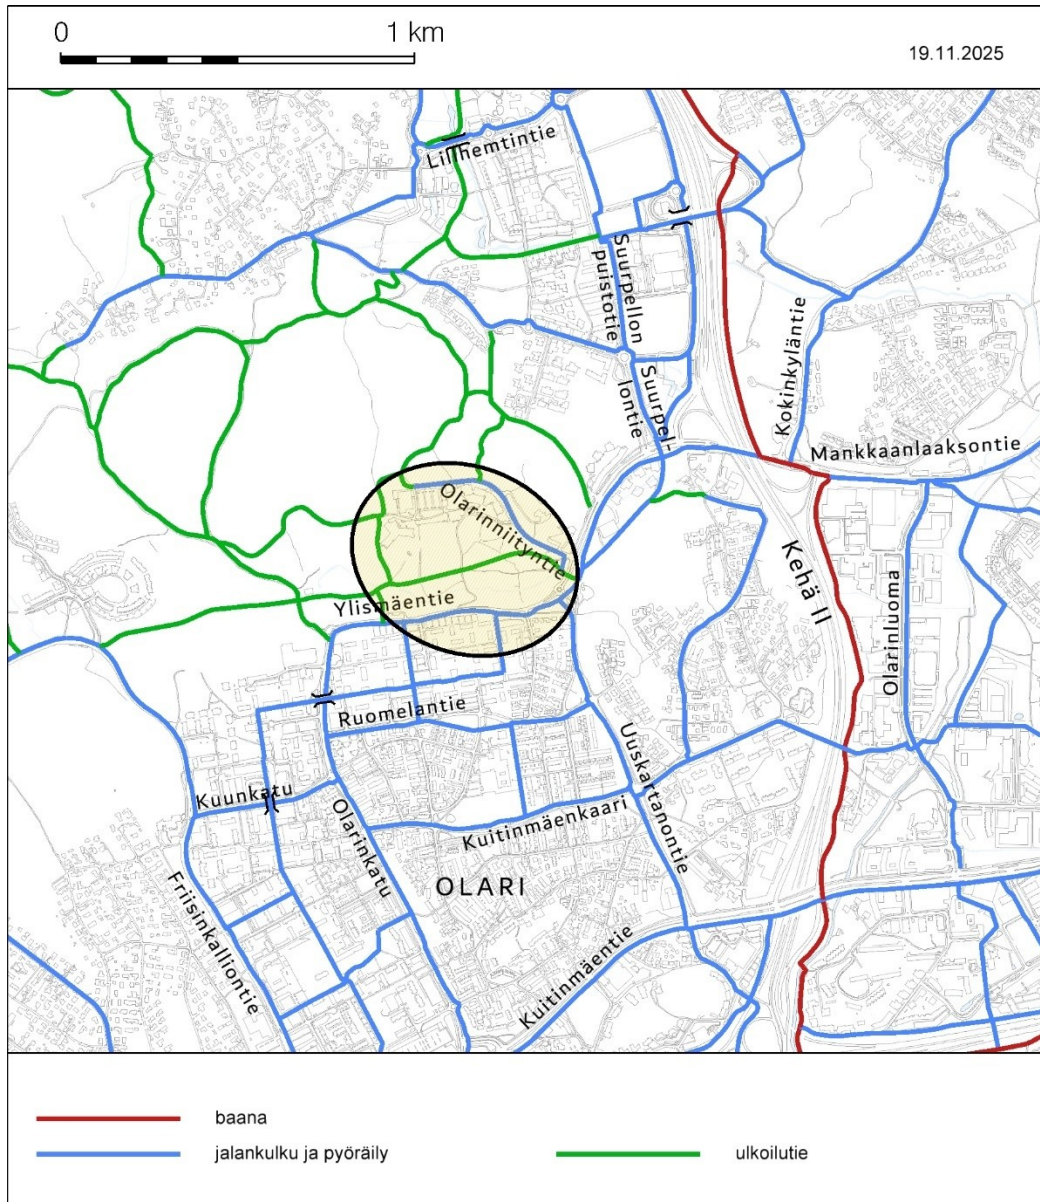 0
1 km
19.11.2025
Lillhemtintie
Suurpellon
puistotie
Kokinkyläntie
Suurpel-
lontie
Mankkaanlaaksontie
Olarinniityntie
Kehä II
Olarinluoma
Ylismäentie
Ruomelantie
Uuskartanontie
Kuunkatu
Olarinkatu
Kuitinmäenkaari
OLARI
Friisinkalliontie
Kuitinmäentie
baana
jalankulku ja pyöräily
ulkoilutie